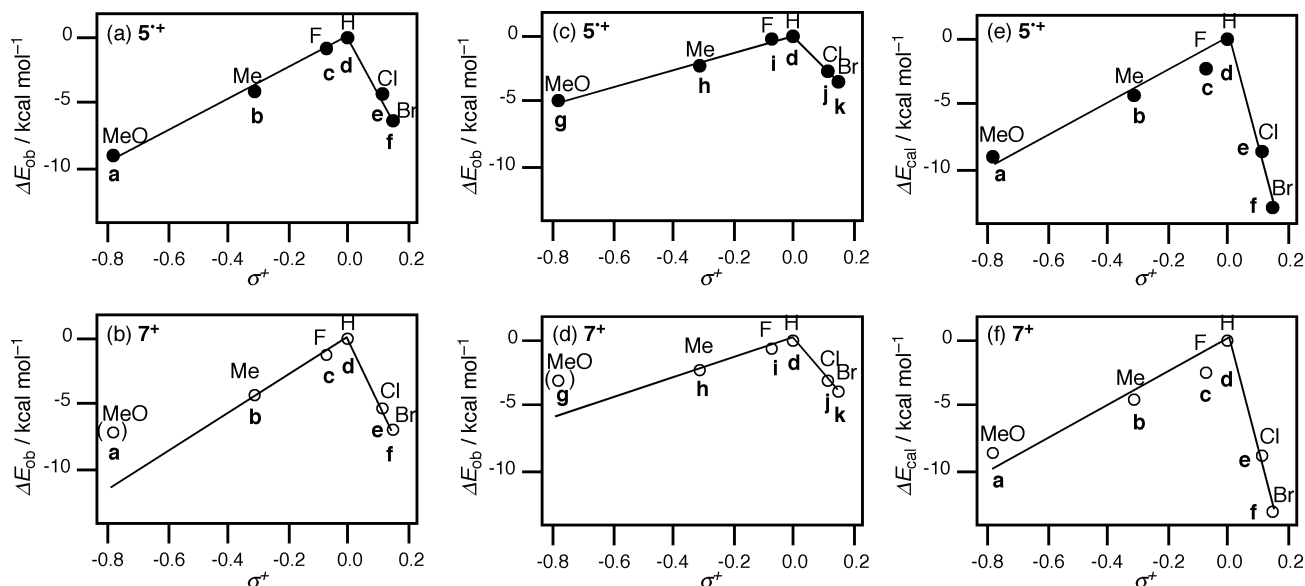 (a) 5•+
ΔEob / kcal mol–1
0
-5
-10
MeO
a
Me
b
F
c
H
d
Cl
e
Br
f
-0.8
-0.6
-0.4
-0.2
0.0
0.2
σ+
(c) 5•+
ΔEob / kcal mol–1
0
-5
-10
MeO
g
Me
h
F
i
H
d
Cl
j
Br
k
-0.8
-0.6
-0.4
-0.2
0.0
0.2
σ+
(e) 5•+
ΔEcal / kcal mol–1
0
-5
-10
MeO
a
Me
b
F
c
H
d
Cl
e
Br
f
-0.8
-0.6
-0.4
-0.2
0.0
0.2
σ+
(b) 7+
ΔEob / kcal mol–1
0
-5
-10
MeO
( )
a
Me
b
F
c
H
d
Cl
e
Br
f
-0.8
-0.6
-0.4
-0.2
0.0
0.2
σ+
(d) 7+
ΔEob / kcal mol–1
0
-5
-10
MeO
( )
g
Me
h
F
i
H
d
Cl
j
Br
k
-0.8
-0.6
-0.4
-0.2
0.0
0.2
σ+
(f) 7+
ΔEcal / kcal mol–1
0
-5
-10
MeO
a
Me
b
F
c
H
d
Cl
e
Br
f
-0.8
-0.6
-0.4
-0.2
0.0
0.2
σ+